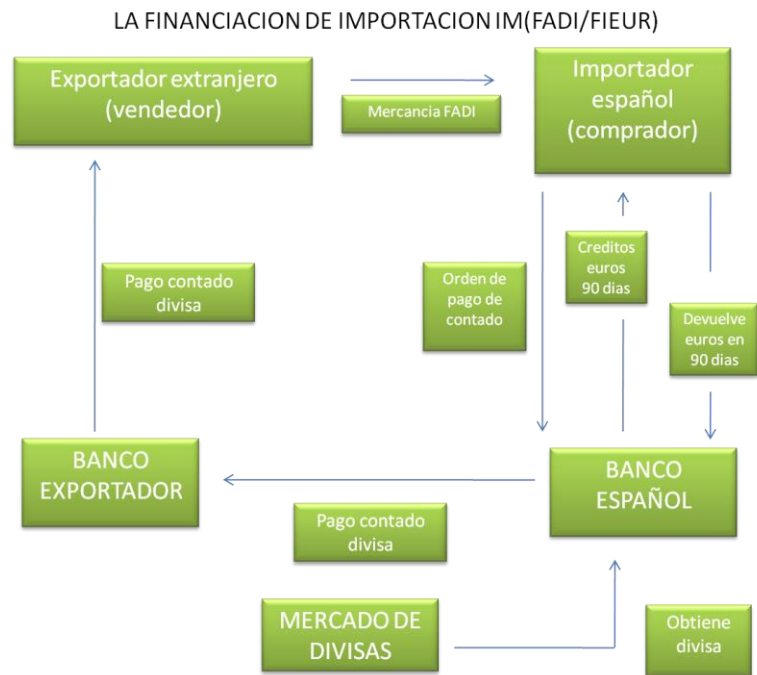 LA FINANCIACION DE IMPORTACION IM(FADI/FIEUR)
Exportador extranjero
(vendedor)
Mercancia FADI
Importador
español
(comprador)
Pago contado
divisa
Orden de
pago de
contado
Creditos
euros
90 dias
Devuelve
euros en
90 dias
BANCO
EXPORTADOR
Pago contado
divisa
BANCO
ESPAÑOL
MERCADO DE
DIVISAS
Obtiene
divisa